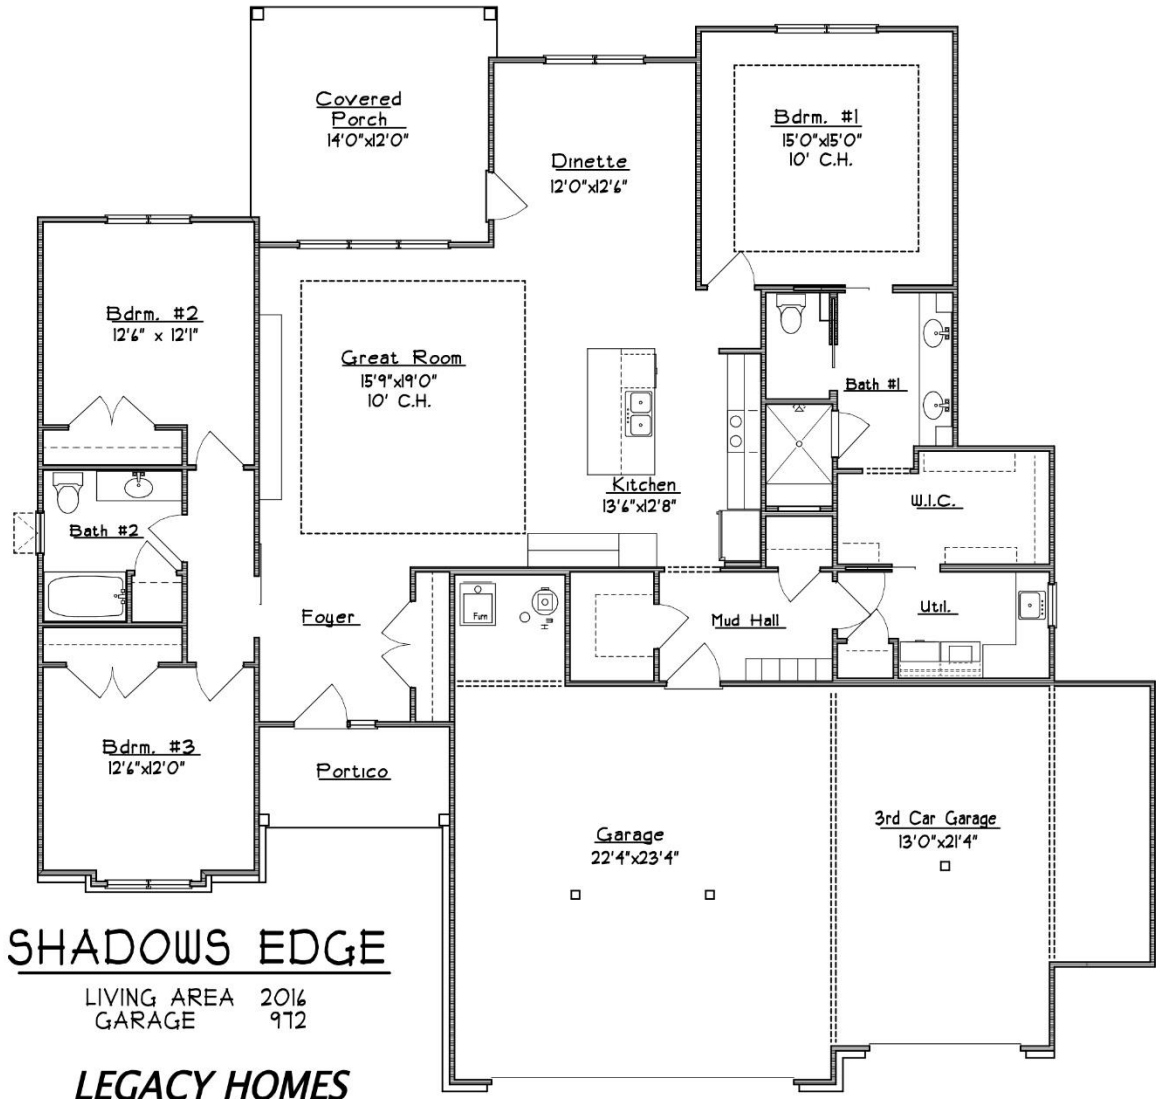 Covered
Porch
14'0"x12'0"
Dinette
12'0"x12'6"
Bdrm. #1
15'0"x15'0"
10' C.H.
Bdrm. #2
12'6" x 12'1"
Great Room
15'9"x19'0"
10' C.H.
Bath #1
Kitchen
13'6"x12'8"
W.I.C.
Bath #2
Foyer
Furn
W
H
Mud Hall
Util.
Bdrm. #3
12'6"x12'0"
Portico
Garage
22'4"x23'4"
3rd Car Garage
13'0"x21'4"
SHADOWS EDGE
LIVING AREA 2016
GARAGE 972
LEGACY HOMES